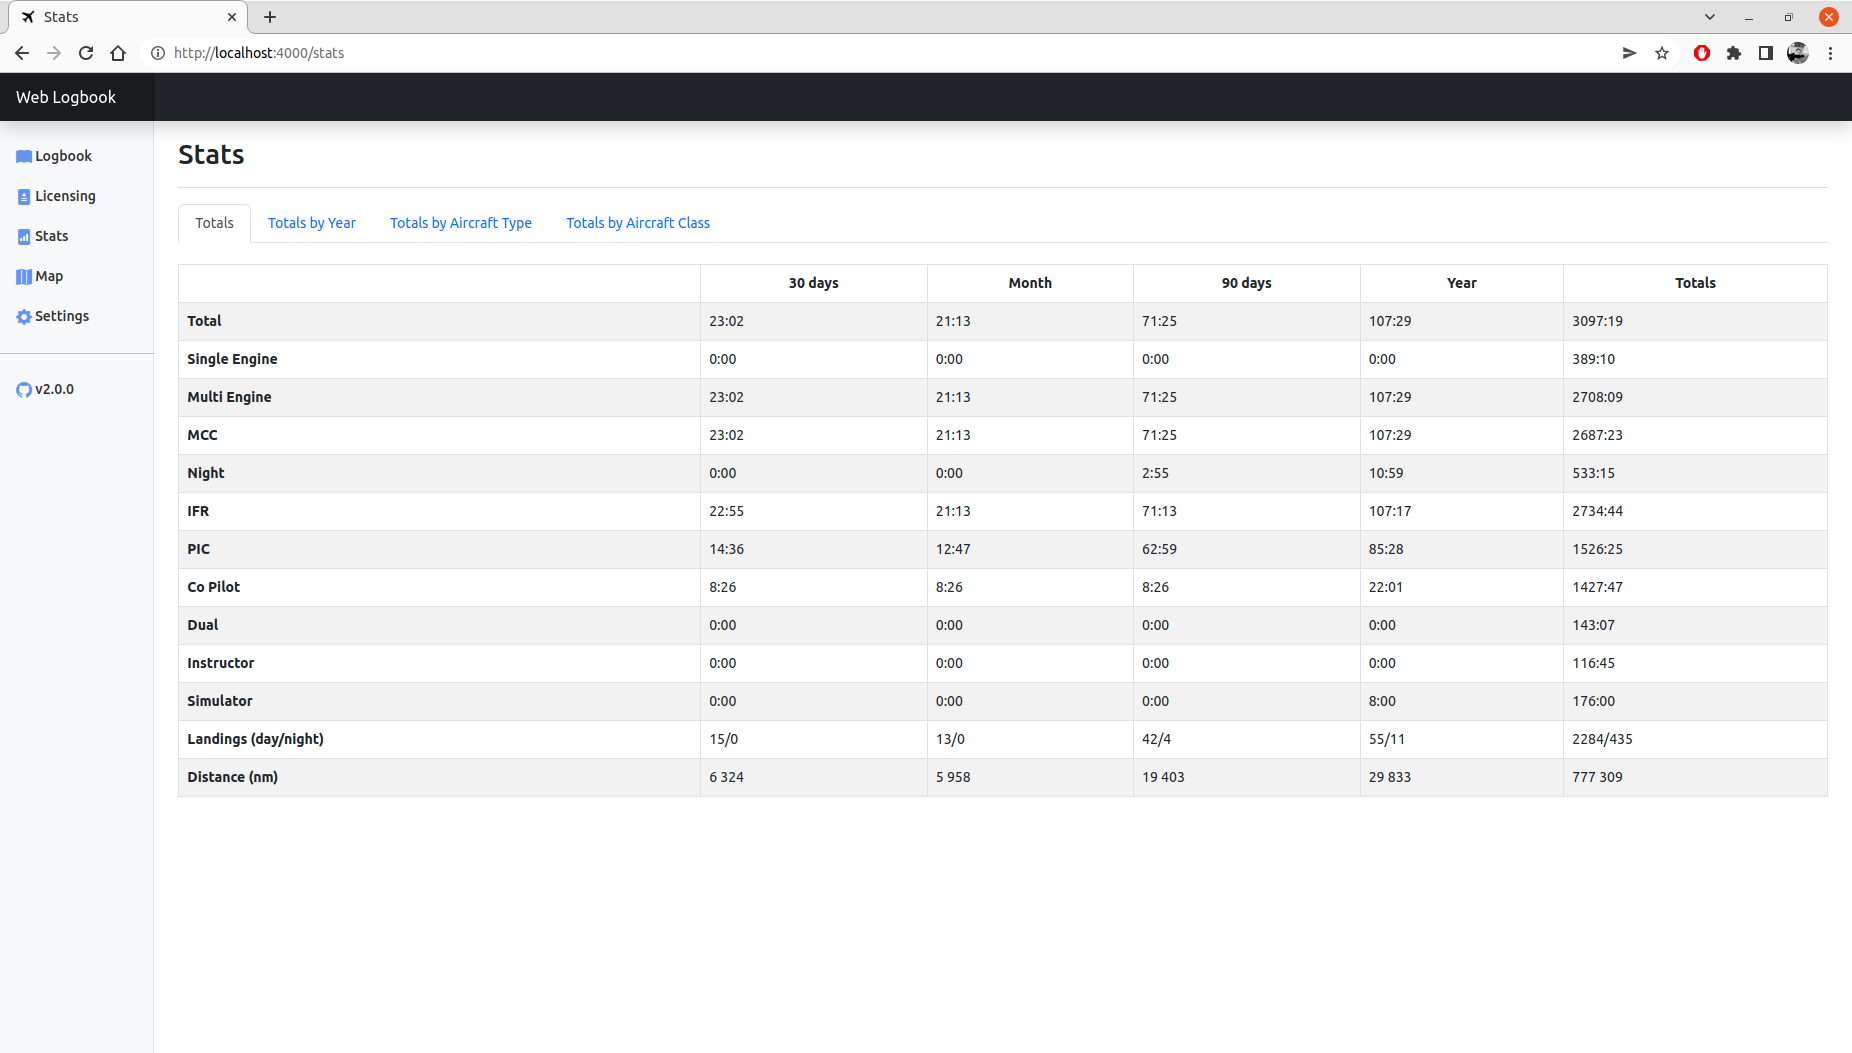 Stats
http://localhost:4000/stats
Web Logbook
Logbook
Licensing
Stats
Map
Settings
v2.0.0
Stats
Totals Totals by Year Totals by Aircraft Type Totals by Aircraft Class
30 days Month 90 days Year Totals
Total 23:02 21:13 71:25 107:29 3097:19
Single Engine 0:00 0:00 0:00 0:00 389:10
Multi Engine 23:02 21:13 71:25 107:29 2708:09
MCC 23:02 21:13 71:25 107:29 2687:23
Night 0:00 0:00 2:55 10:59 533:15
IFR 22:55 21:13 71:13 107:17 2734:44
PIC 14:36 12:47 62:59 85:28 1526:25
Co Pilot 8:26 8:26 8:26 22:01 1427:47
Dual 0:00 0:00 0:00 0:00 143:07
Instructor 0:00 0:00 0:00 0:00 116:45
Simulator 0:00 0:00 0:00 8:00 176:00
Landings (day/night) 15/0 13/0 42/4 55/11 2284/435
Distance (nm) 6 324 5 958 19 403 29 833 777 309